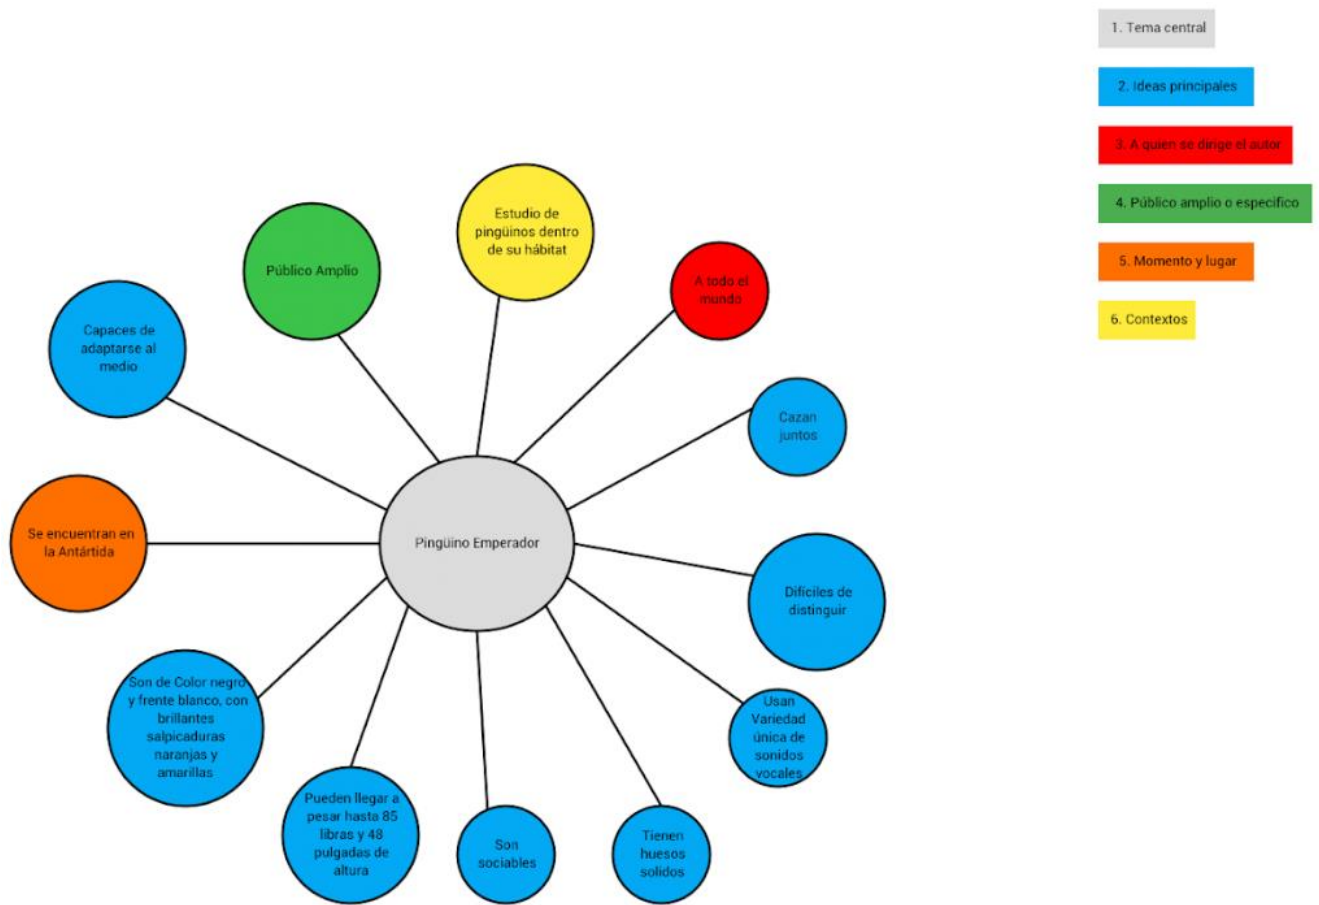 1. Tema central
2. Ideas principales
3. A quien se dirige el autor
4. Público amplio o especifico
5. Momento y lugar
6. Contextos
Estudio de
pingüinos dentro
de su hábitat
Público Amplio
A todo el
mundo
Capaces de
adaptarse al
medio
Cazan
juntos
Se encuentran en
la Antártida
Pingüino Emperador
Difíciles de
distinguir
Son de Color negro
y frente blanco, con
brillantes
salpicaduras
naranjas y
amarillas
Usan
Variedad
única de
sonidos
vocales
Pueden llegar a
pesar hasta 85
libras y 48
pulgadas de
altura
Son
sociables
Tienen
huesos
solidos